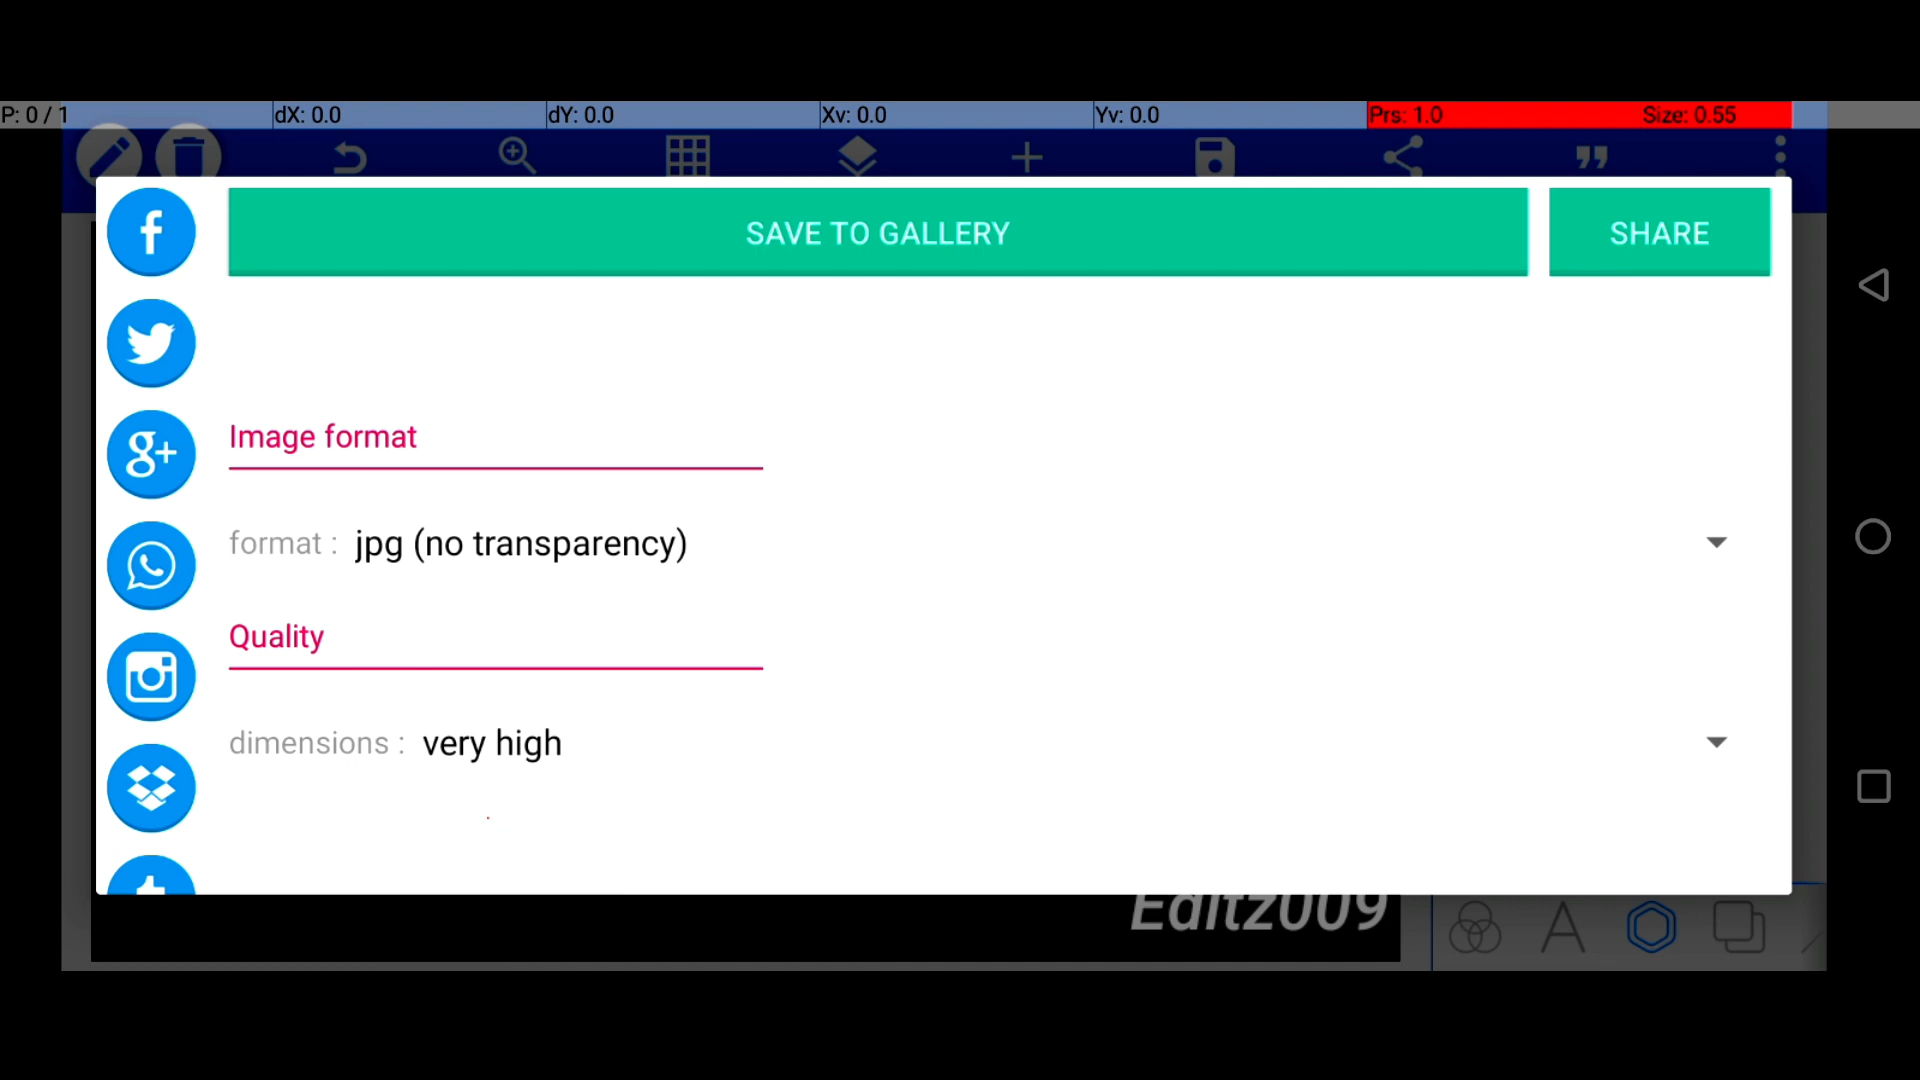 P: 0 / 1 dX: 0.0 dY: 0.0 Xv: 0.0 Yv: 0.0 Prs: 1.0 Size: 0.55
SAVE TO GALLERY SHARE
Image format
format : jpg (no transparency)
Quality
dimensions : very high
Editz009